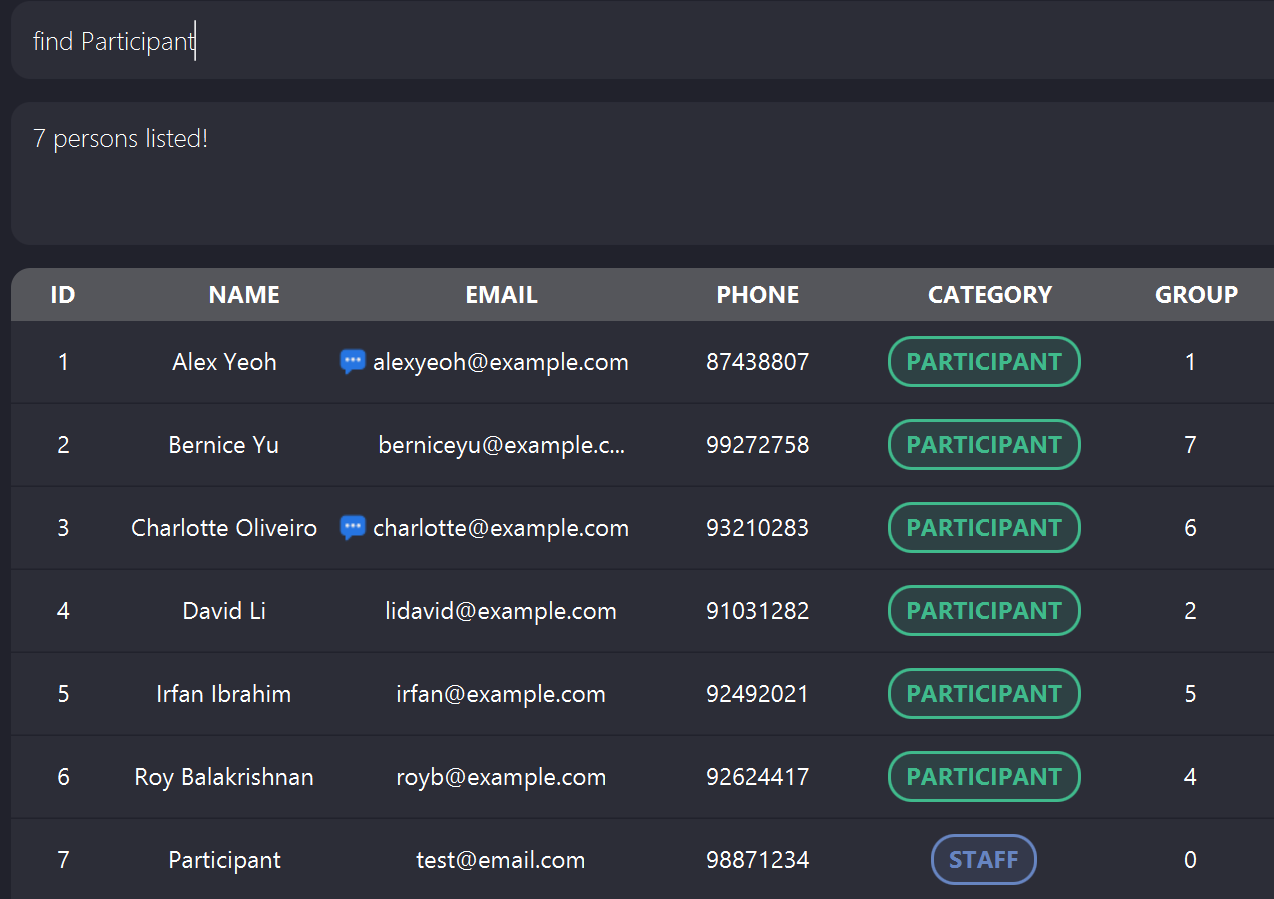 find Participant
7 persons listed!
ID NAME EMAIL PHONE CATEGORY GROUP
1 Alex Yeoh alexyeoh@example.com 87438807 PARTICIPANT 1
2 Bernice Yu berniceyu@example.c... 99272758 PARTICIPANT 7
3 Charlotte Oliveiro charlotte@example.com 93210283 PARTICIPANT 6
4 David Li lidavid@example.com 91031282 PARTICIPANT 2
5 Irfan Ibrahim irfan@example.com 92492021 PARTICIPANT 5
6 Roy Balakrishnan royb@example.com 92624417 PARTICIPANT 4
7 Participant test@email.com 98871234 STAFF 0